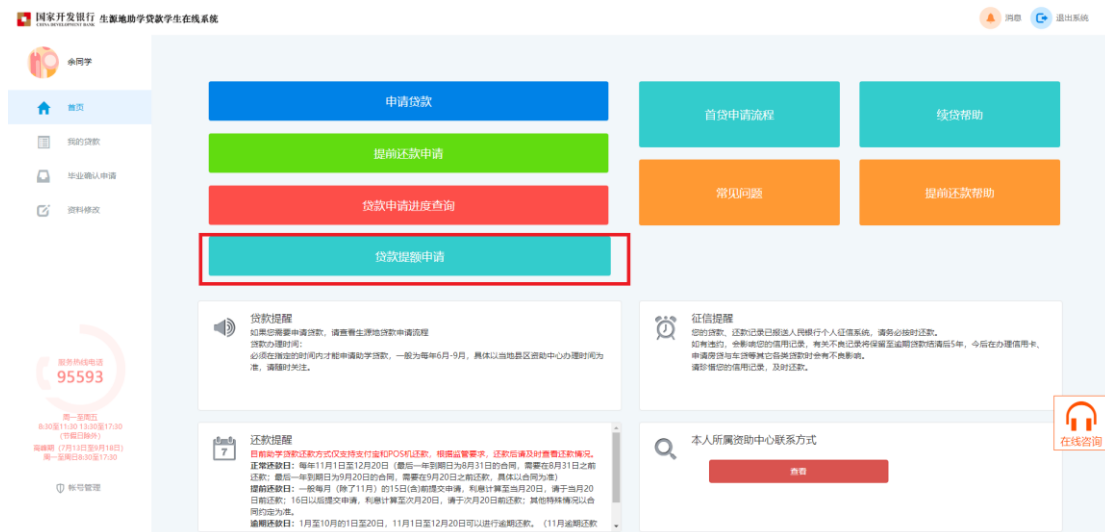 国家开发银行 生源地助学贷款学生在线系统
CHINA DEVELOPMENT BANK
消息
退出系统
余同学
首页
我的贷款
毕业确认申请
资料修改
服务热线电话
95593
周一至周五
8:30至11:30 13:30至17:30
(节假日除外)
高峰期(7月13日至9月18日)
周一至周日8:30至17:30
帐号管理
申请贷款
提前还款申请
贷款申请进度查询
贷款提额申请
首贷申请流程
续贷帮助
常见问题
提前还款帮助
贷款提醒
如果您需要申请贷款，请查看生源地贷款申请流程
贷款办理时间：
必须在指定的时间内才能申请助学贷款，一般为每年6月-9月，具体以当地县区资助中心办理时间为
准，请随时关注。
征信提醒
您的贷款、还款记录已报送人民银行个人征信系统，请务必按时还款。
如有违约，会影响您的信用记录，有关不良记录将保留至逾期贷款结清后5年，今后在办理信用卡、
申请房贷与车贷等其它各类贷款时会有不良影响。
请珍惜您的信用记录，及时还款。
7
还款提醒
目前助学贷款还款方式仅支持支付宝和POS机还款，根据监管要求，还款后请及时查看还款情况。
正常还款日：每年11月1日至12月20日（最后一年到期日为8月31日的合同，需要在8月31日之前
还款；最后一年到期日为9月20日的合同，需要在9月20日之前还款，具体以合同为准）
提前还款日：一般每月（除了11月）的15日(含)前提交申请，利息计算至当月20日，请于当月20
日前还款；16日以后提交申请，利息计算至次月20日，请于次月20日前还款；其他特殊情况以合
同约定为准。
逾期还款日：1月至10月的1日至20日，11月1日至12月20日可以进行逾期还款。（11月逾期还款
本人所属资助中心联系方式
查看
在线咨询